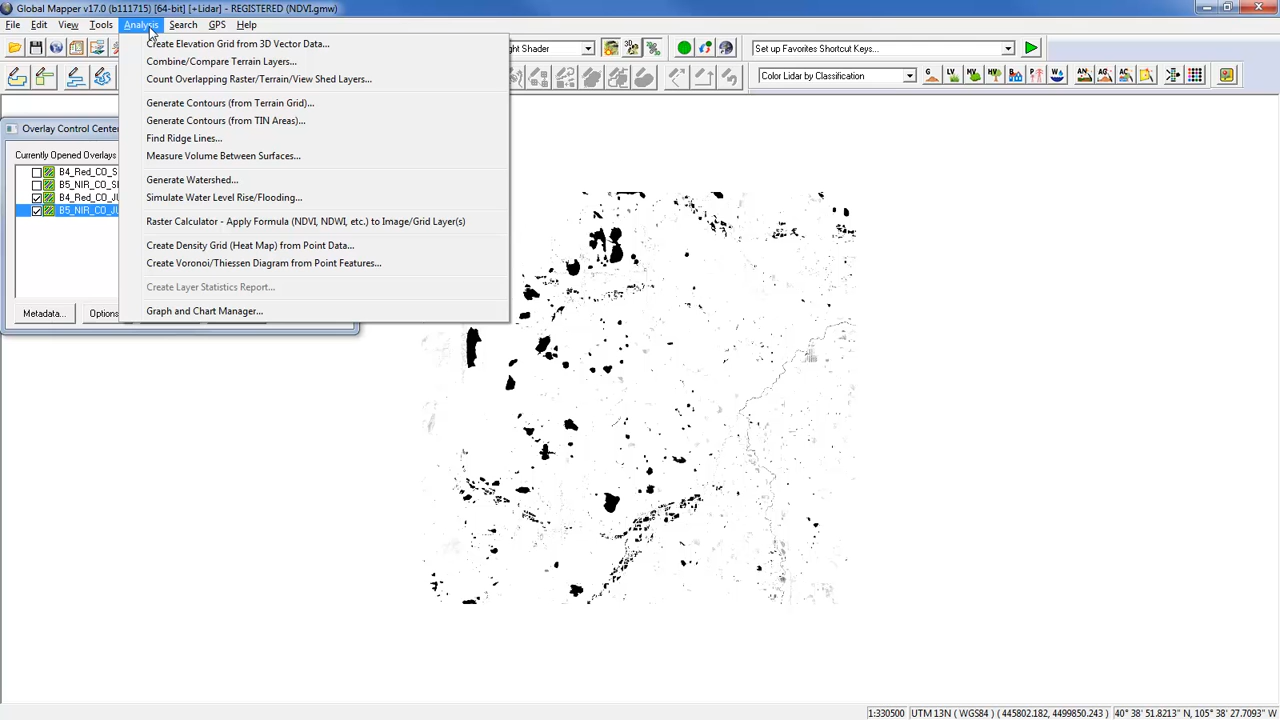 Global Mapper v17.0 (b111715) [64-bit] [+Lidar] - REGISTERED (NDVI.gmw)
File Edit View Tools Analysis Search GPS Help
Create Elevation Grid from 3D Vector Data...
Combine/Compare Terrain Layers...
Count Overlapping Raster/Terrain/View Shed Layers...
Generate Contours (from Terrain Grid)...
Generate Contours (from TIN Areas)...
Find Ridge Lines...
Measure Volume Between Surfaces...
Generate Watershed...
Simulate Water Level Rise/Flooding...
Raster Calculator - Apply Formula (NDVI, NDWI, etc.) to Image/Grid Layer(s)
Create Density Grid (Heat Map) from Point Data...
Create Voronoi/Thiessen Diagram from Point Features...
Create Layer Statistics Report...
Graph and Chart Manager...
Shader
Set up Favorites Shortcut Keys...
Color Lidar by Classification
Overlay Control Cent
Currently Opened Overlays
B4_Red_CO_S
B5_NIR_CO_S
B4_Red_CO_JU
B5_NIR_CO_JU
Metadata... Options
1:330500 UTM 13N ( WGS84 ) ( 445802.182, 4499850.243 ) 40° 38' 51.8213" N, 105° 38' 27.7093" W